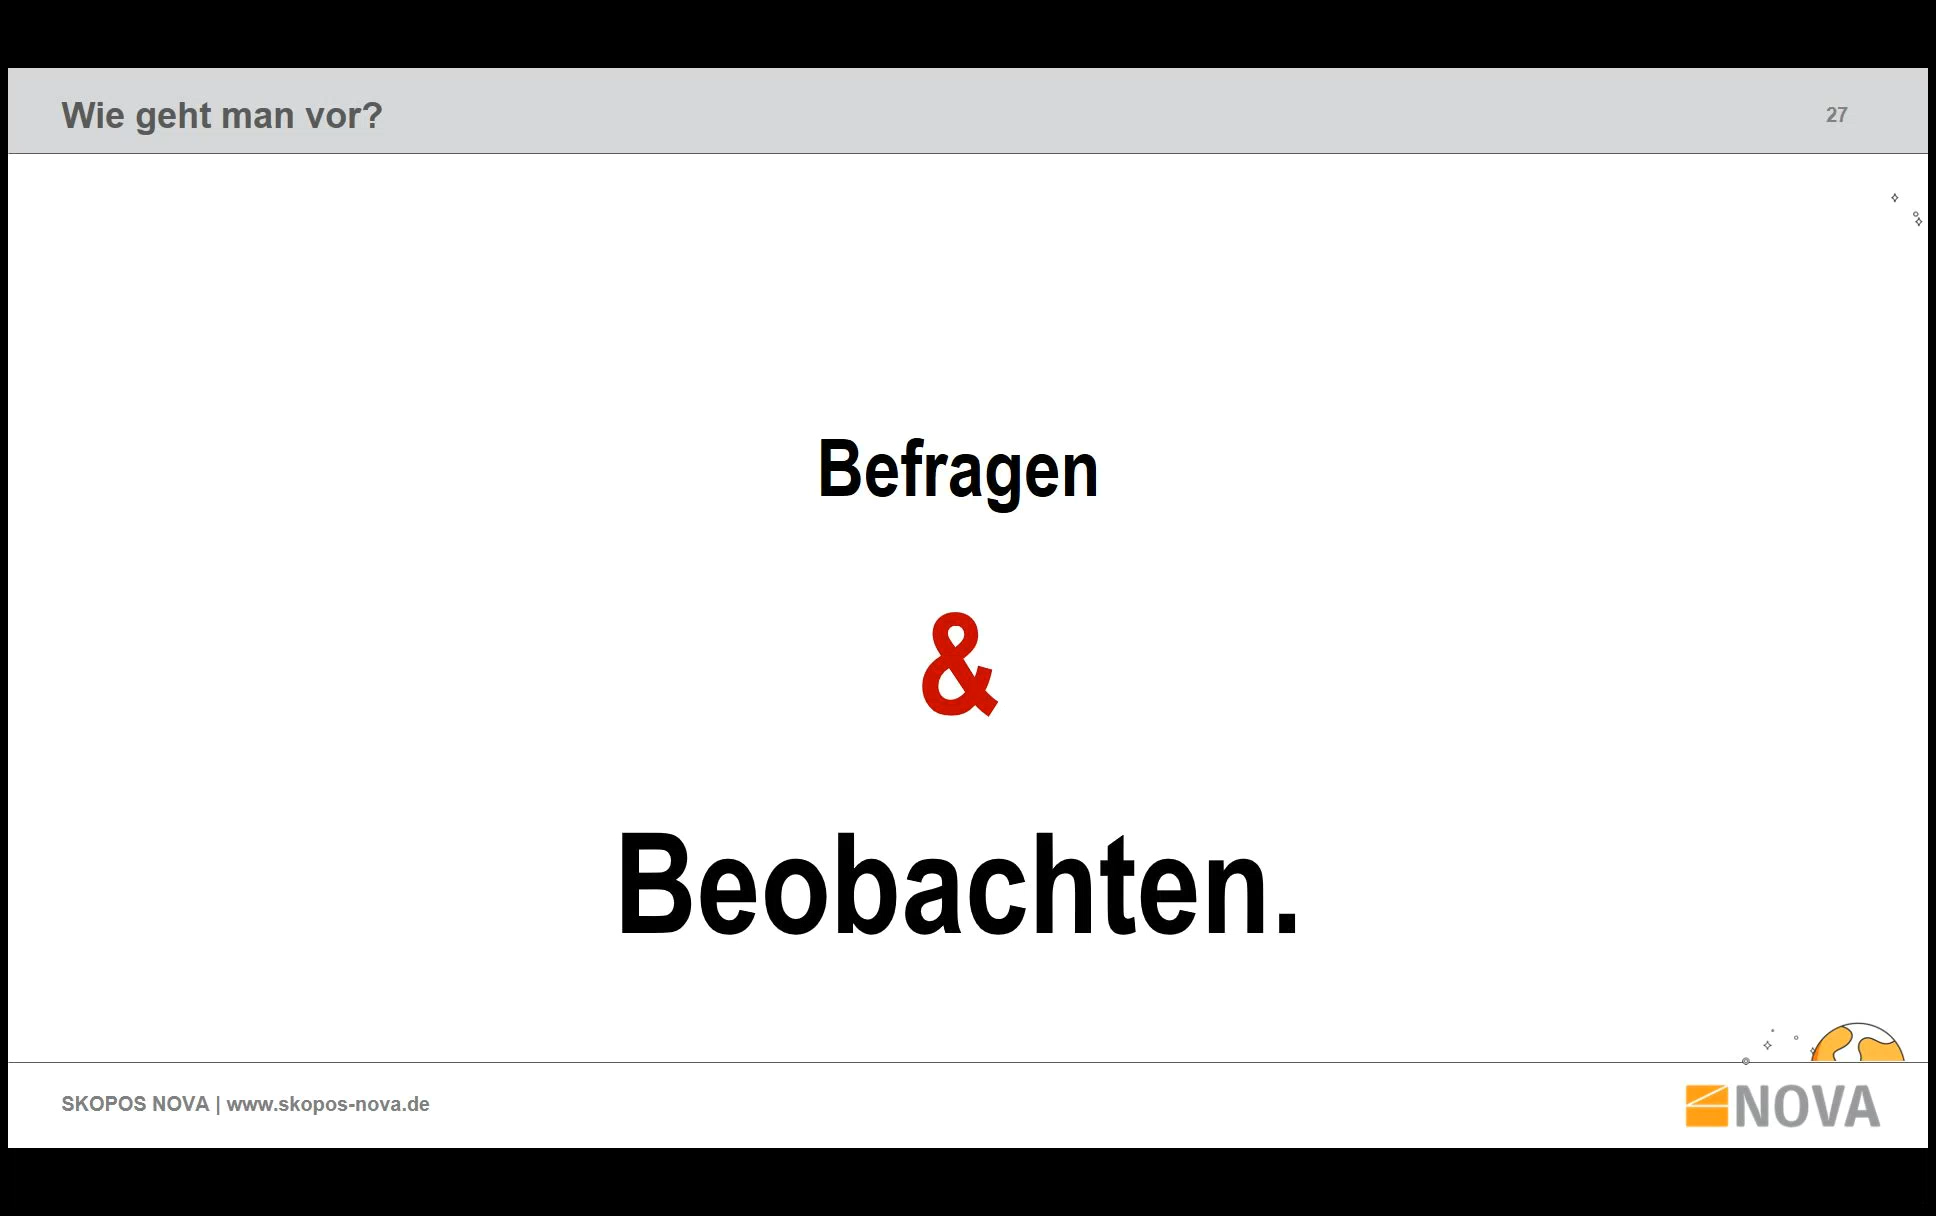 Wie geht man vor?
27
Befragen
&
Beobachten.
SKOPOS NOVA | www.skopos-nova.de
NOVA